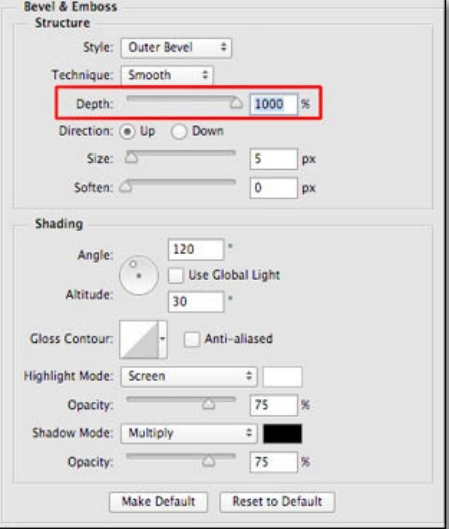 Bevel & Emboss
Structure
Style: Outer Bevel
Technique: Smooth
Depth: 1000 %
Direction: Up Down
Size: 5 px
Soften: 0 px
Shading
Angle: 120 °
Use Global Light
Altitude: 30 °
Gloss Contour: Anti-aliased
Highlight Mode: Screen
Opacity: 75 %
Shadow Mode: Multiply
Opacity: 75 %
Make Default Reset to Default